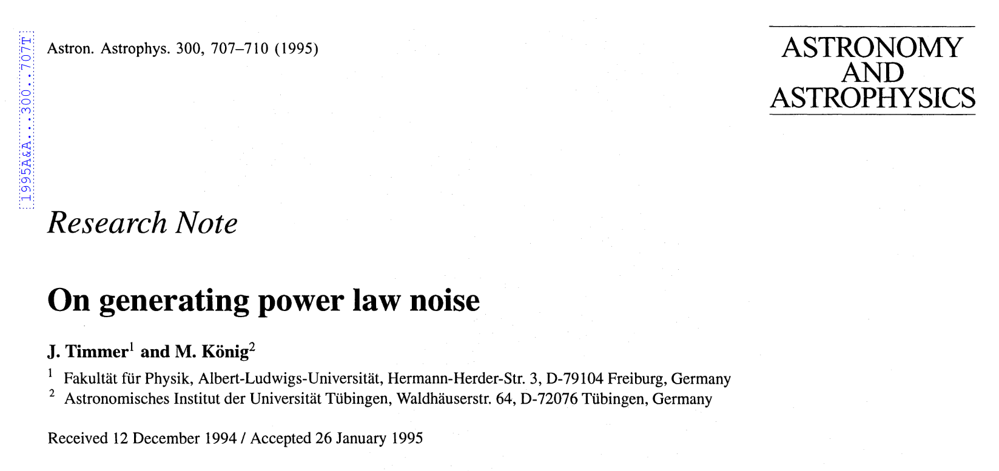 1995A&A...300..707T
Astron. Astrophys. 300, 707–710 (1995)
ASTRONOMY
AND
ASTROPHYSICS
Research Note
On generating power law noise
J. Timmer¹ and M. König²
¹ Fakultät für Physik, Albert-Ludwigs-Universität, Hermann-Herder-Str. 3, D-79104 Freiburg, Germany
² Astronomisches Institut der Universität Tübingen, Waldhäuserstr. 64, D-72076 Tübingen, Germany
Received 12 December 1994 / Accepted 26 January 1995